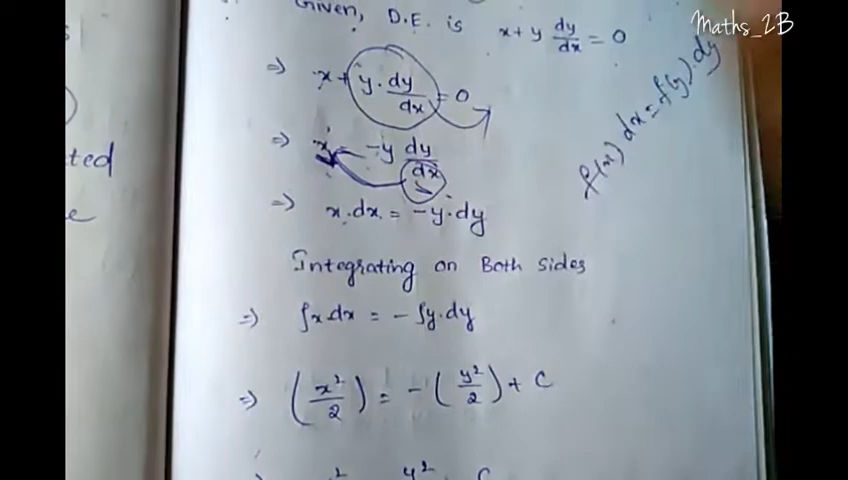 Maths_2B
Given, D.E. is x+y dy/dx = 0
⇒ x+ y. dy/dx = 0
f(x) dx = f(y).dy
⇒ x = -y dy/dx
ted
⇒ x.dx = -y.dy
e
Integrating on Both sides
⇒ ∫x.dx = -∫y.dy
⇒ (x²/2) = -(y²/2) + C